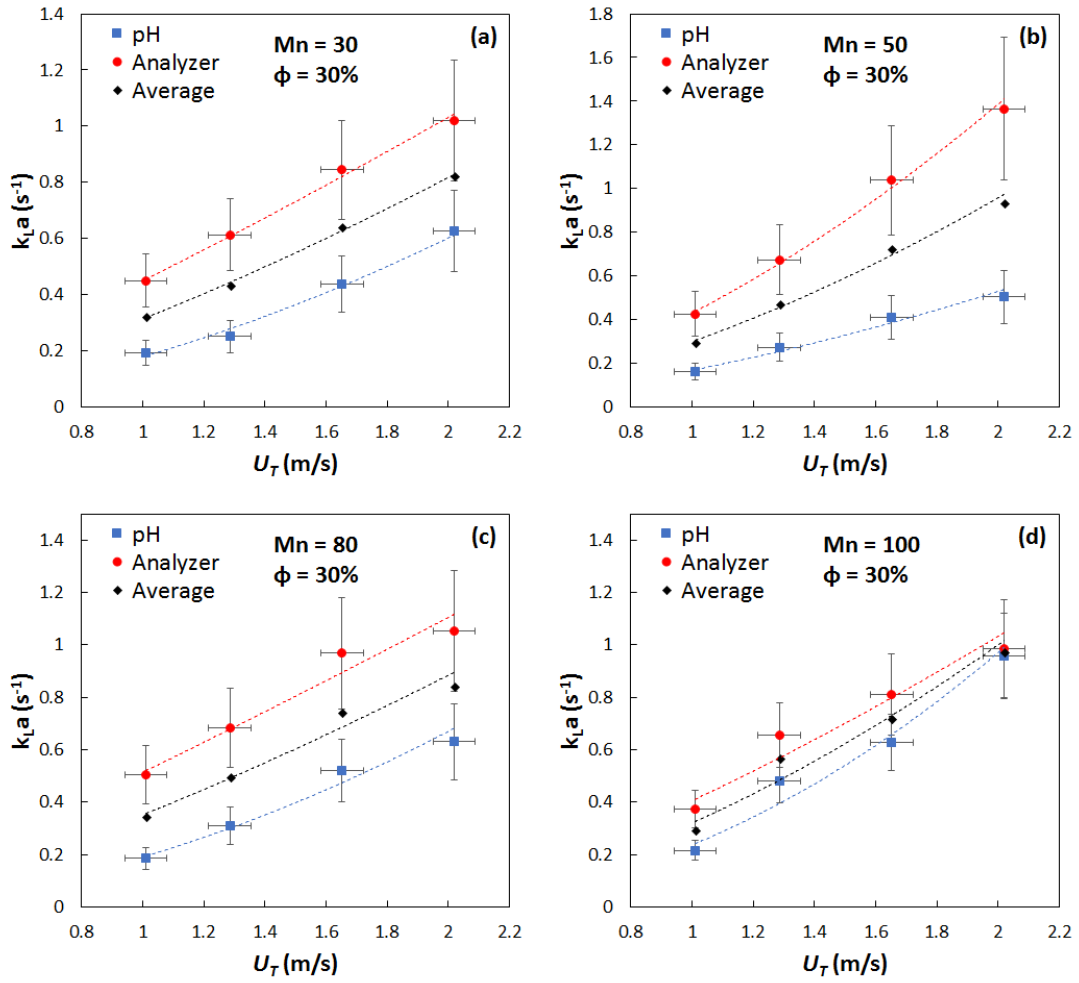 (a)
pH
Analyzer
Average
Mn = 30
ϕ = 30%
kLa (s-1)
1.4
1.2
1
0.8
0.6
0.4
0.2
0
0.8 1 1.2 1.4 1.6 1.8 2 2.2
UT (m/s)
(b)
pH
Analyzer
Average
Mn = 50
ϕ = 30%
kLa (s-1)
1.8
1.6
1.4
1.2
1
0.8
0.6
0.4
0.2
0
0.8 1 1.2 1.4 1.6 1.8 2 2.2
UT (m/s)
(c)
pH
Analyzer
Average
Mn = 80
ϕ = 30%
kLa (s-1)
1.4
1.2
1
0.8
0.6
0.4
0.2
0
0.8 1 1.2 1.4 1.6 1.8 2 2.2
UT (m/s)
(d)
pH
Analyzer
Average
Mn = 100
ϕ = 30%
kLa (s-1)
1.4
1.2
1
0.8
0.6
0.4
0.2
0
0.8 1 1.2 1.4 1.6 1.8 2 2.2
UT (m/s)